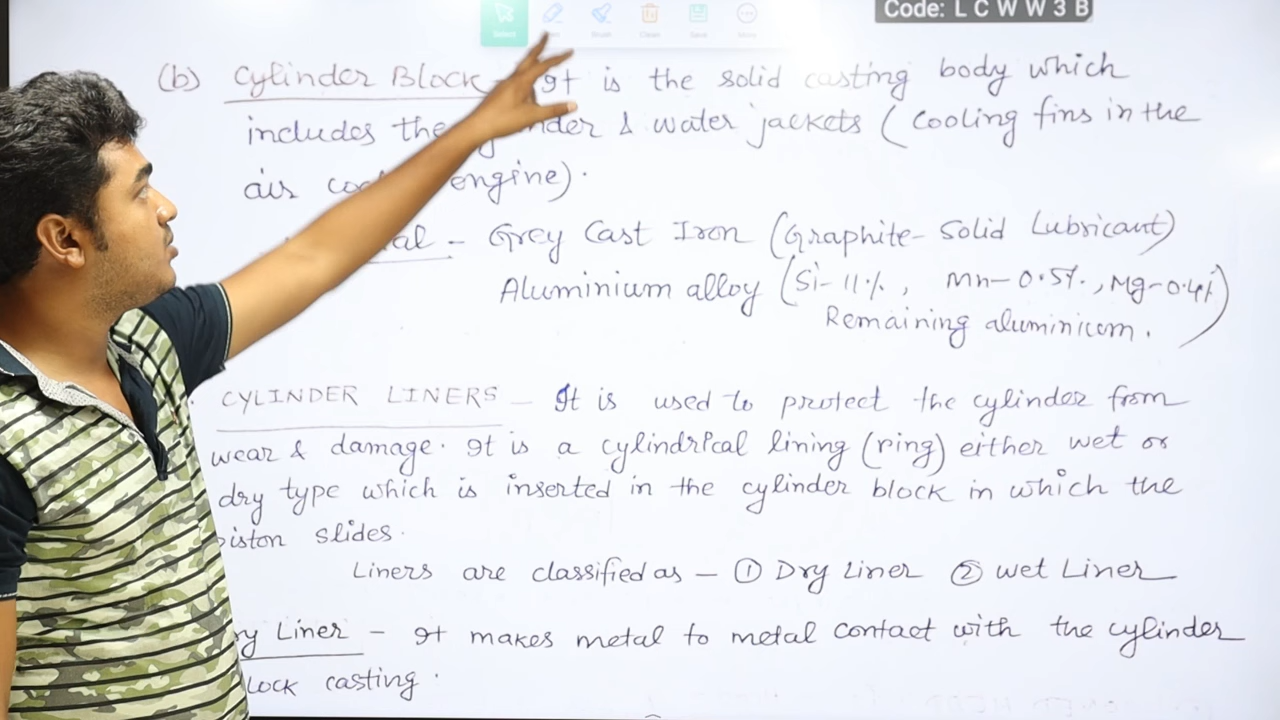 Code: L C W W 3 B
Select
Clean
Save
More
(b) Cylinder Block - It is the solid casting body which
includes the & water jackets ( cooling fins in the
air engine).
- Grey Cast Iron (Graphite- Solid Lubricant)
Aluminium alloy (Si- 11%, Mn- 0.5%, Mg-0.4%)
Remaining aluminium.
CYLINDER LINERS - It is used to protect the cylinder from
wear & damage. It is a cylindrical lining (ring) either wet or
dry type which is inserted in the cylinder block in which the
piston slides.
Liners are classified as - ① Dry Liner ② wet Liner
Liner - It makes metal to metal contact with the cylinder
casting.